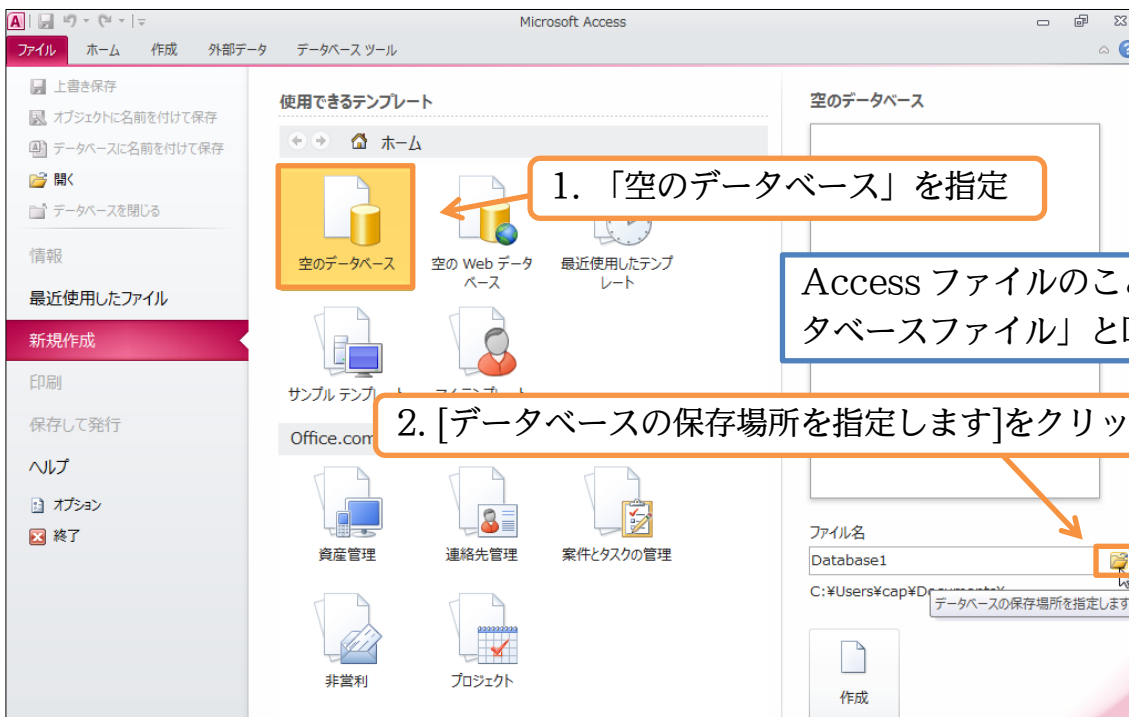 Microsoft Access
ファイル ホーム 作成 外部データ データベース ツール
上書き保存
オブジェクトに名前を付けて保存
データベースに名前を付けて保存
開く
データベースを閉じる
情報
最近使用したファイル
新規作成
印刷
保存して発行
ヘルプ
オプション
終了
使用できるテンプレート
ホーム
1. 「空のデータベース」を指定
空のデータベース
空の Web データ
ベース
最近使用したテンプ
レート
サンプル テンプレート
マイ テンプレート
2. [データベースの保存場所を指定します]をクリッ
Office.com
資産管理
連絡先管理
案件とタスクの管理
非営利
プロジェクト
空のデータベース
Access ファイルのこ
タベースファイル」と
ファイル名
Database1
C:¥Users¥cap¥Documents¥
データベースの保存場所を指定します
作成